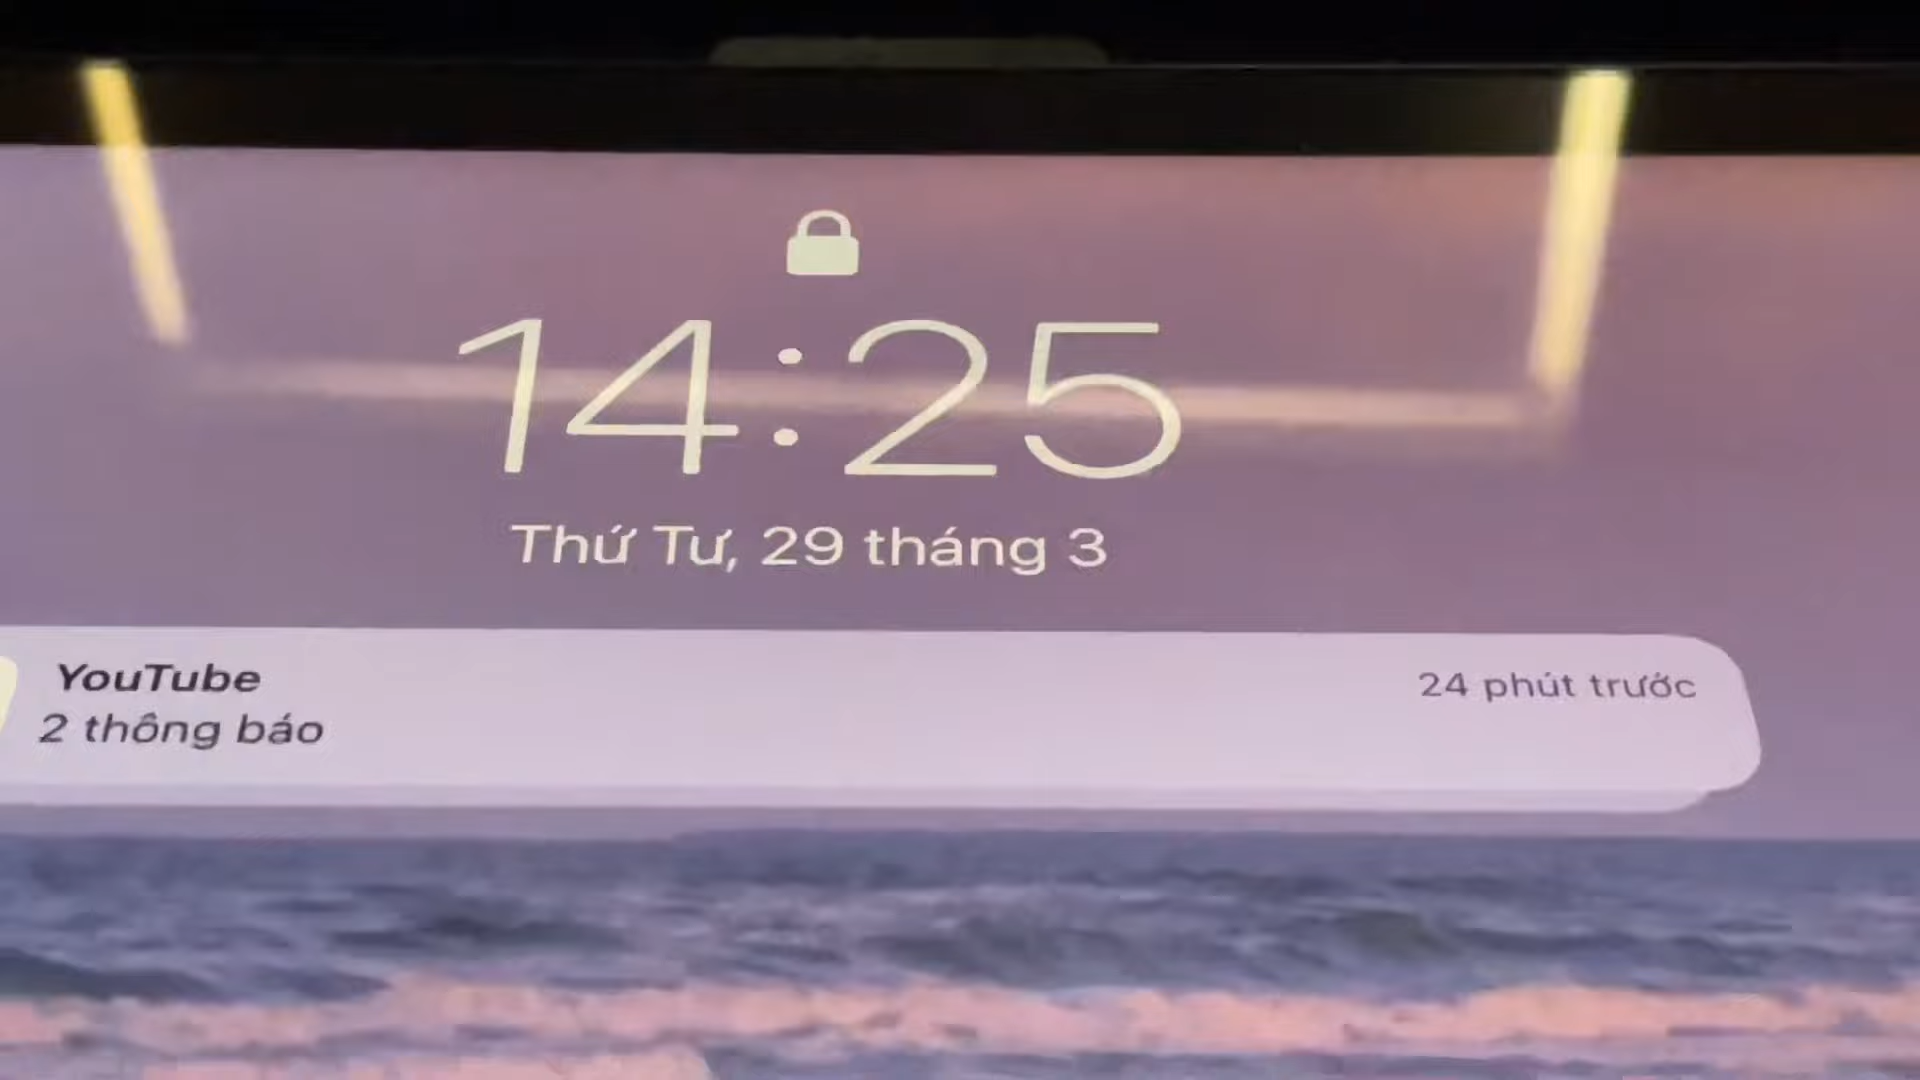 14:25
Thứ Tư, 29 tháng 3
YouTube
24 phút trước
2 thông báo